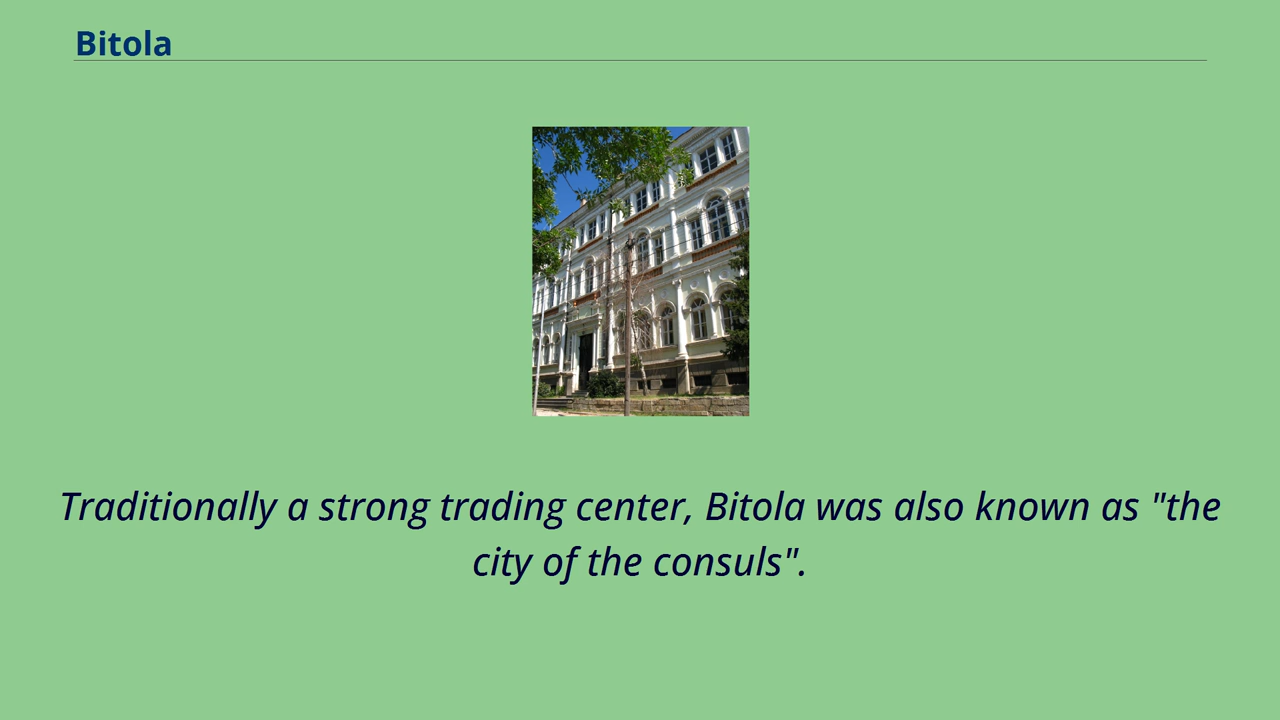 Bitola
Traditionally a strong trading center, Bitola was also known as "the
city of the consuls".